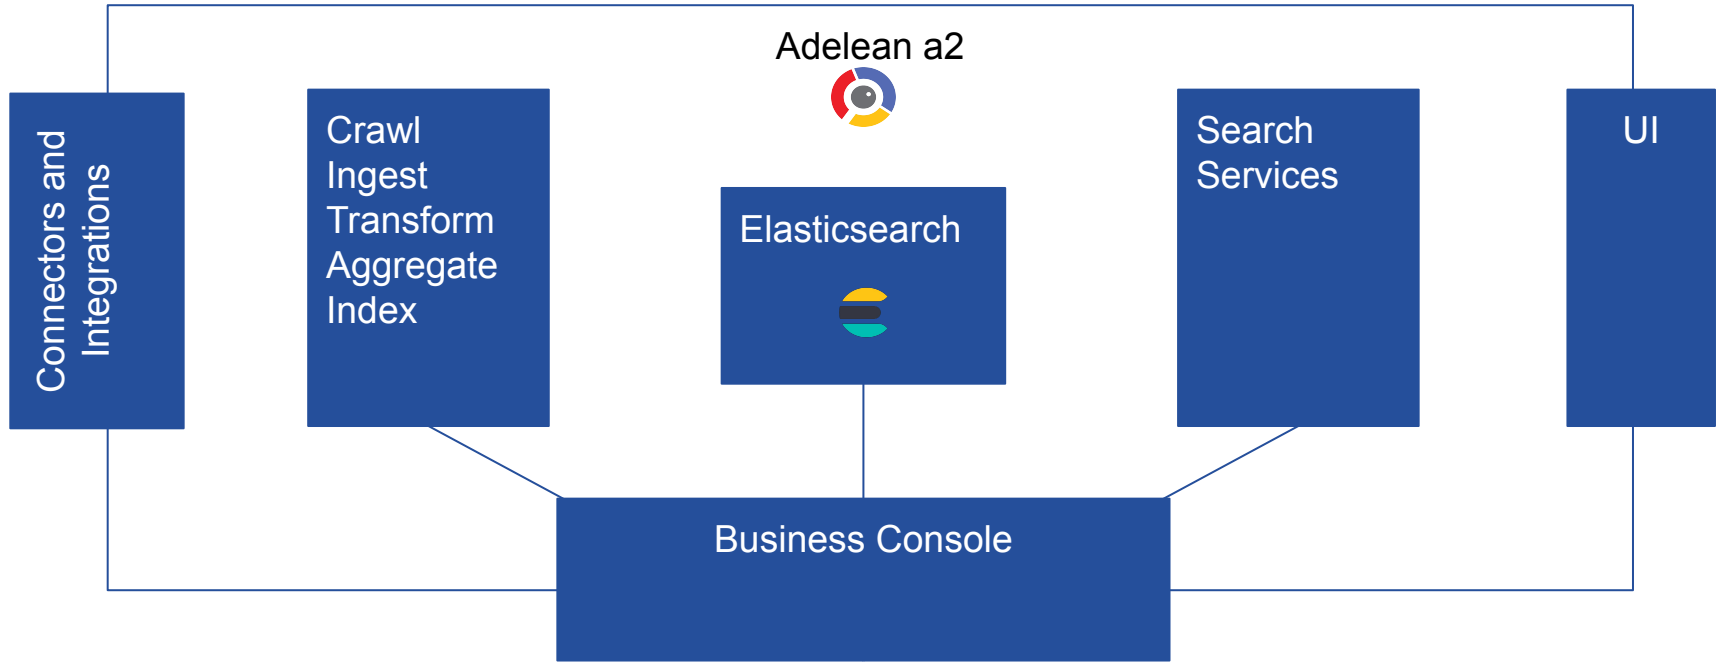 Adelean a2
Connectors and
Integrations
Crawl
Ingest
Transform
Aggregate
Index
Elasticsearch
Search
Services
UI
Business Console